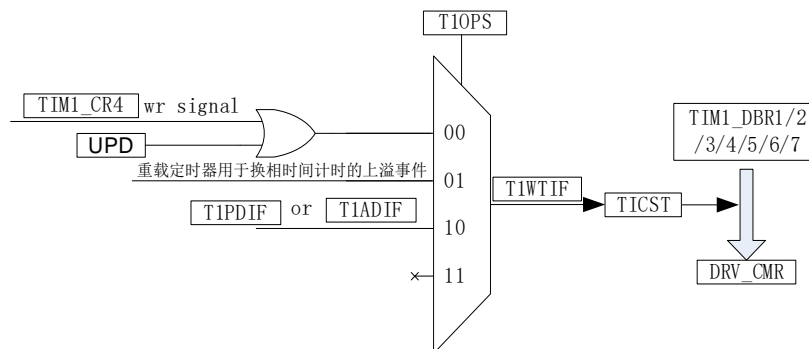 T1OPS
TIM1_CR4 wr signal
UPD
00
重载定时器用于换相时间计时的上溢事件
01
T1PDIF or T1ADIF
10
11
T1WTIF
TICST
TIM1_DBR1/2
/3/4/5/6/7
DRV_CMR